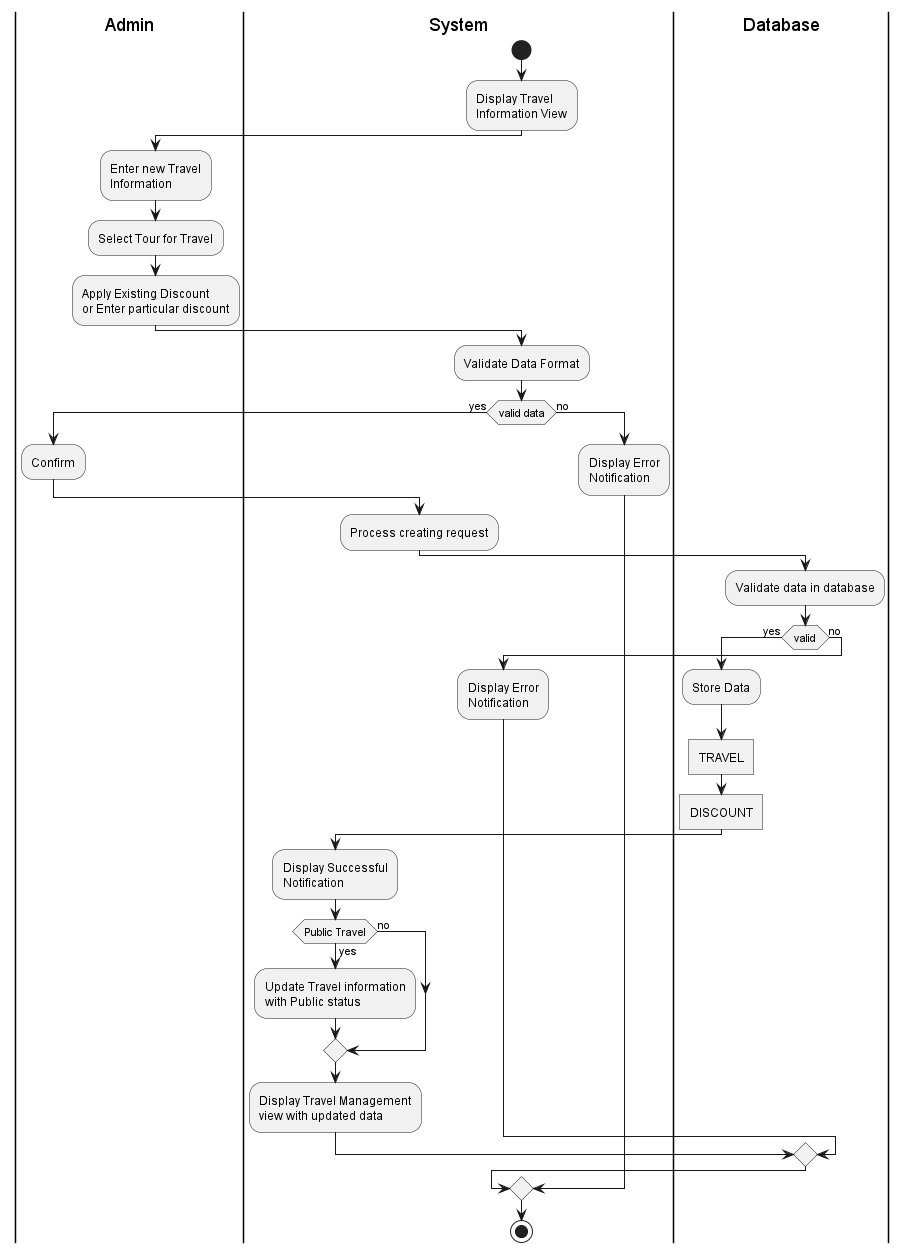 Admin
System
Database
Display Travel
Information View
Enter new Travel
Information
Select Tour for Travel
Apply Existing Discount
or Enter particular discount
Validate Data Format
yes
valid data
no
Confirm
Display Error
Notification
Process creating request
Validate data in database
yes
valid
no
Display Error
Notification
Store Data
TRAVEL
DISCOUNT
Display Successful
Notification
Public Travel
no
yes
Update Travel information
with Public status
Display Travel Management
view with updated data